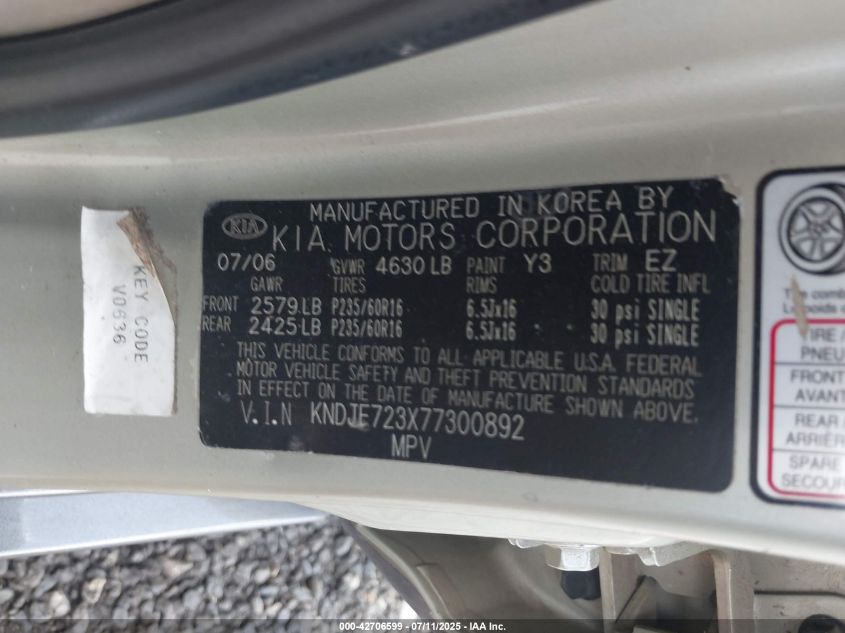 KEY CODE
V0636
KIA
MANUFACTURED IN KOREA BY
KIA MOTORS CORPORATION
07/06 GVWR 4630 LB PAINT Y3 TRIM EZ
GAWR TIRES RIMS COLD TIRE INFL
FRONT 2579 LB P235/60R16 6.5Jx16 30 psi SINGLE
REAR 2425 LB P235/60R16 6.5Jx16 30 psi SINGLE
THIS VEHICLE CONFORMS TO ALL APPLICABLE U.S.A. FEDERAL
MOTOR VEHICLE SAFETY AND THEFT PREVENTION STANDARDS
IN EFFECT ON THE DATE OF MANUFACTURE SHOWN ABOVE.
V.I.N KNDJE723X77300892
MPV
TIRE
PNEU
FRONT
AVANT
REAR
ARRIÈR
SPARE
SECOUR
000-42706599 - 07/11/2025 - IAA Inc.